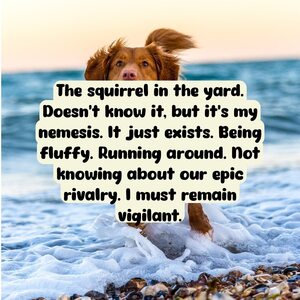 The squirrel in the yard.
Doesn't know it, but it's my
nemesis. It just exists. Being
fluffy. Running around. Not
knowing about our epic
rivalry. I must remain
vigilant.